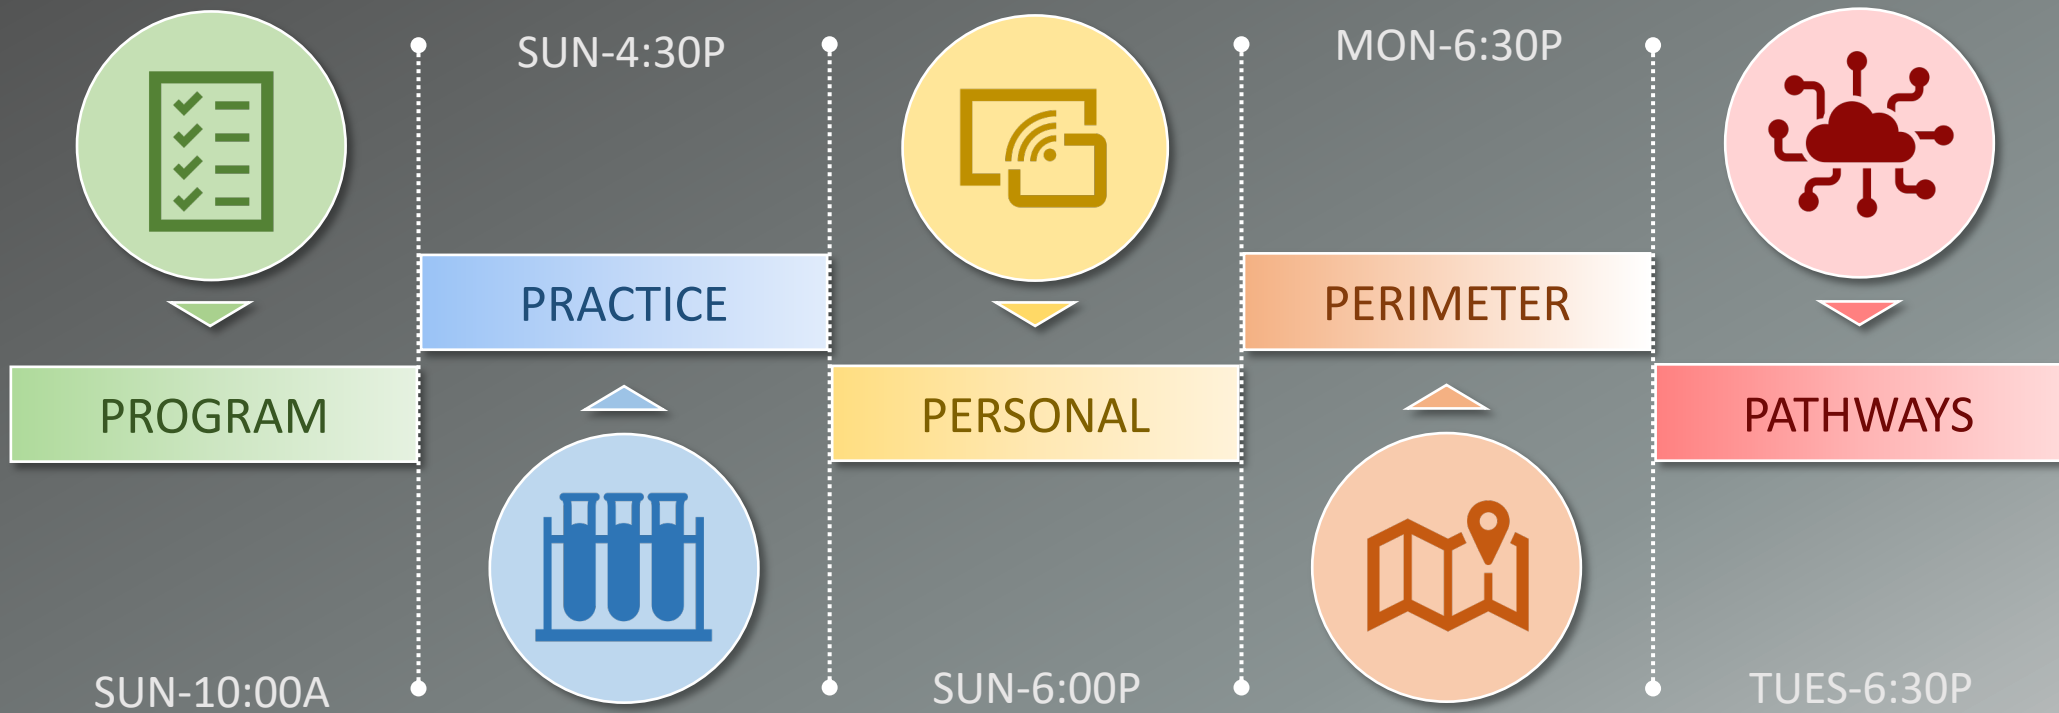 PROGRAM
SUN-10:00A
SUN-4:30P
PRACTICE
PERSONAL
SUN-6:00P
MON-6:30P
PERIMETER
PATHWAYS
TUES-6:30P